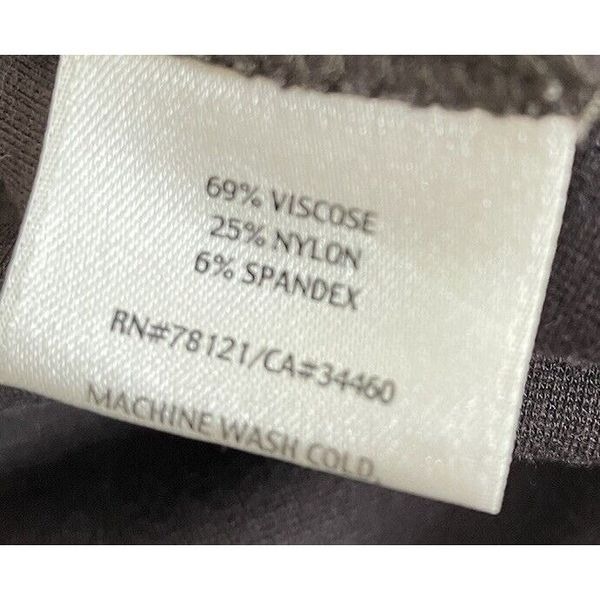 69% VISCOSE
25% NYLON
6% SPANDEX
RN#78121/CA#34460
MACHINE WASH COLD.